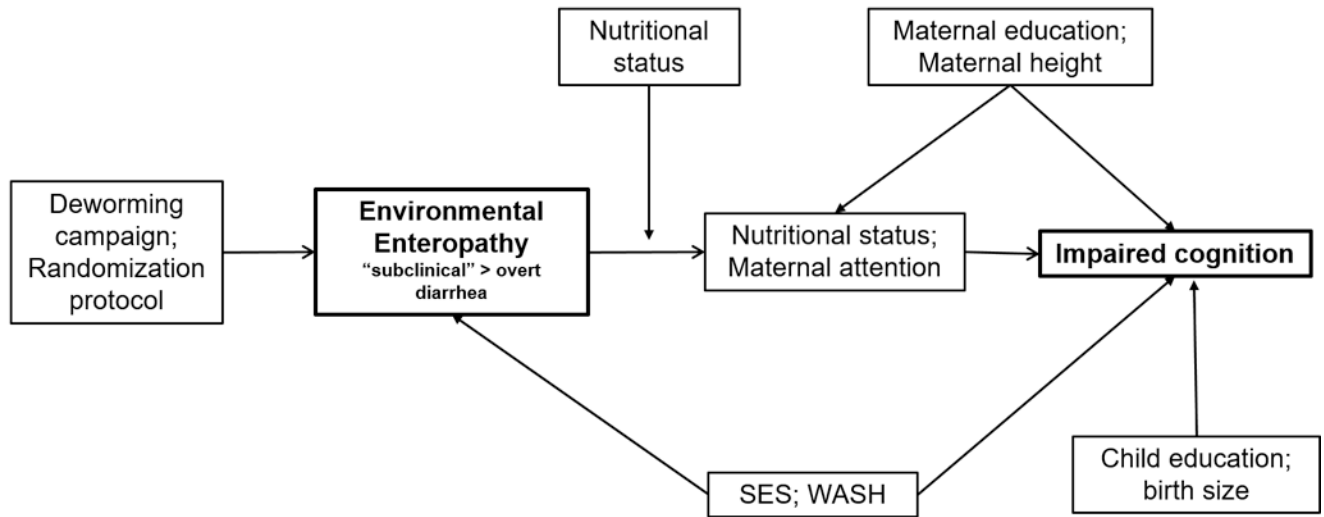 Nutritional
status
Maternal education;
Maternal height
Deworming
campaign;
Randomization
protocol
Environmental
Enteropathy
“subclinical” > overt
diarrhea
Nutritional status;
Maternal attention
Impaired cognition
SES; WASH
Child education;
birth size